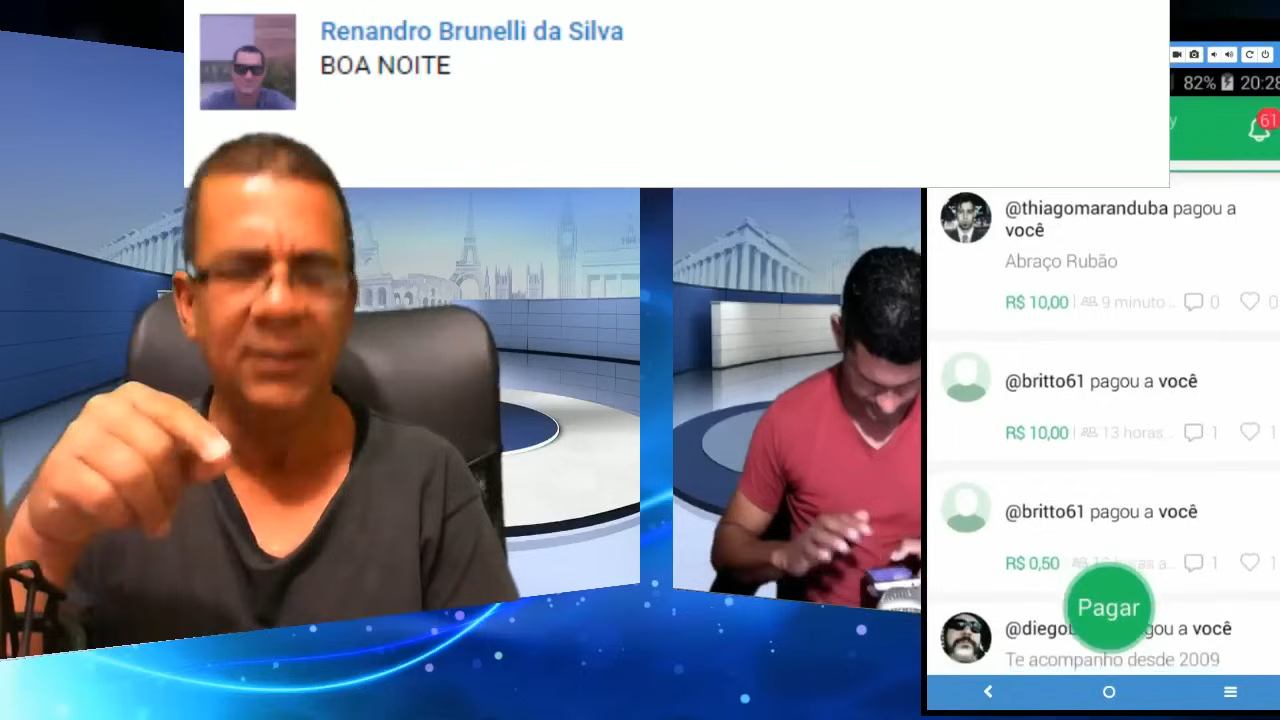 Renandro Brunelli da Silva
BOA NOITE
82% 20:28
y
61
@thiagomaranduba pagou a
você
Abraço Rubão
R$ 10,00 9 minuto... 0 0
@britto61 pagou a você
R$ 10,00 13 horas... 1 1
@britto61 pagou a você
R$ 0,50 1 1
Pagar
a você
Te acompanho desde 2009